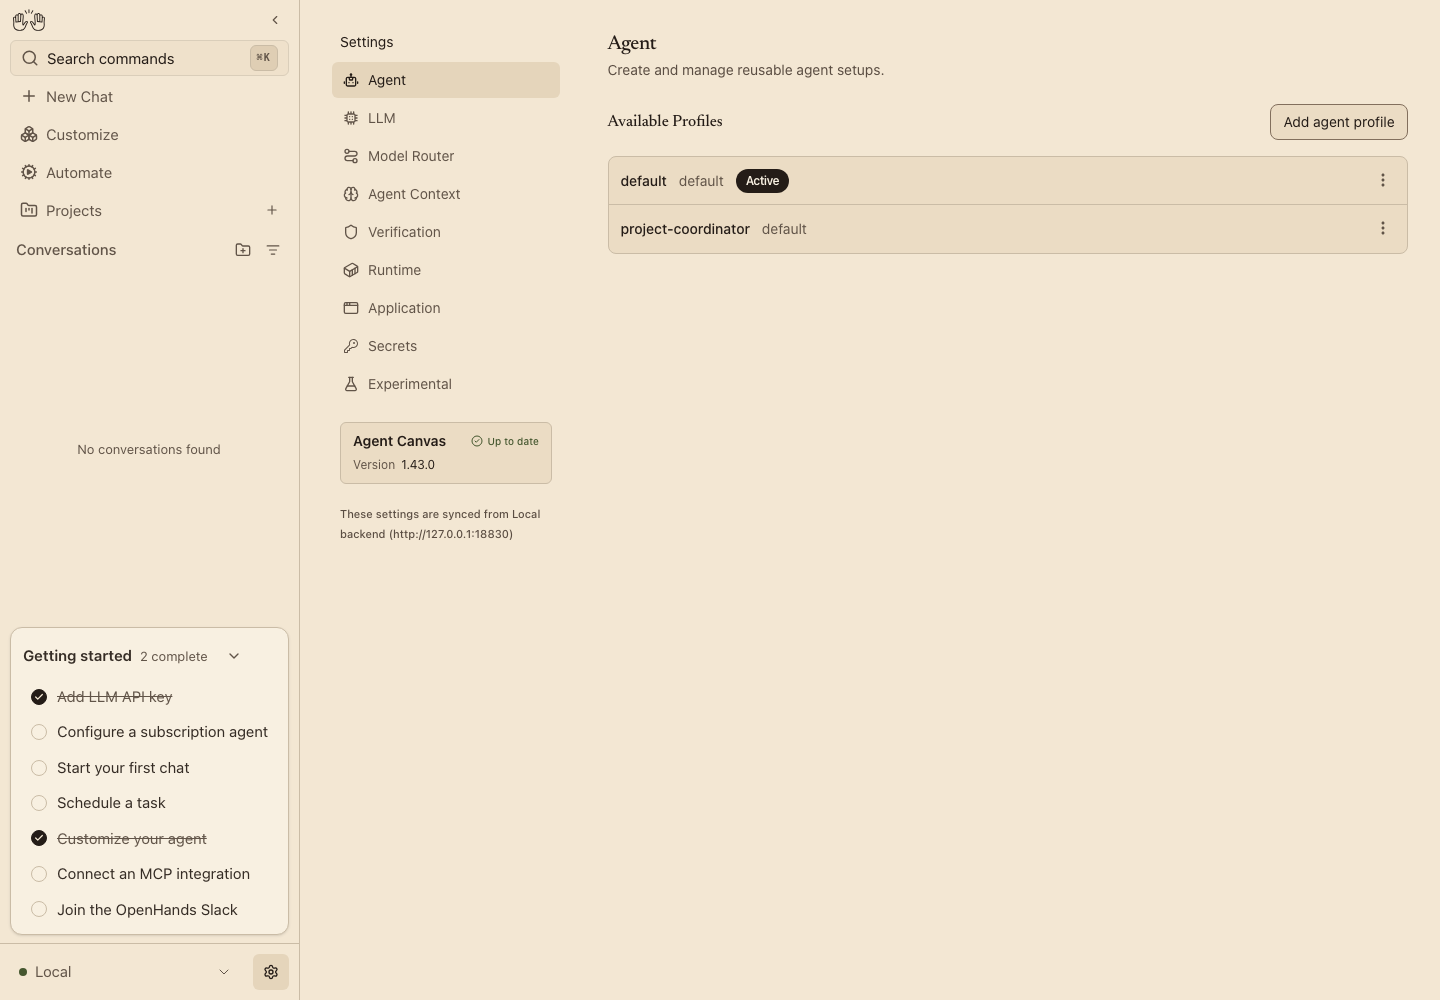 Search commands
⌘K
New Chat
Customize
Automate
Projects
Conversations
No conversations found
Getting started 2 complete
Add LLM API key
Configure a subscription agent
Start your first chat
Schedule a task
Customize your agent
Connect an MCP integration
Join the OpenHands Slack
Local
Settings
Agent
LLM
Model Router
Agent Context
Verification
Runtime
Application
Secrets
Experimental
Agent Canvas Up to date
Version 1.43.0
These settings are synced from Local
backend (http://127.0.0.1:18830)
Agent
Create and manage reusable agent setups.
Available Profiles
Add agent profile
default default Active
project-coordinator default